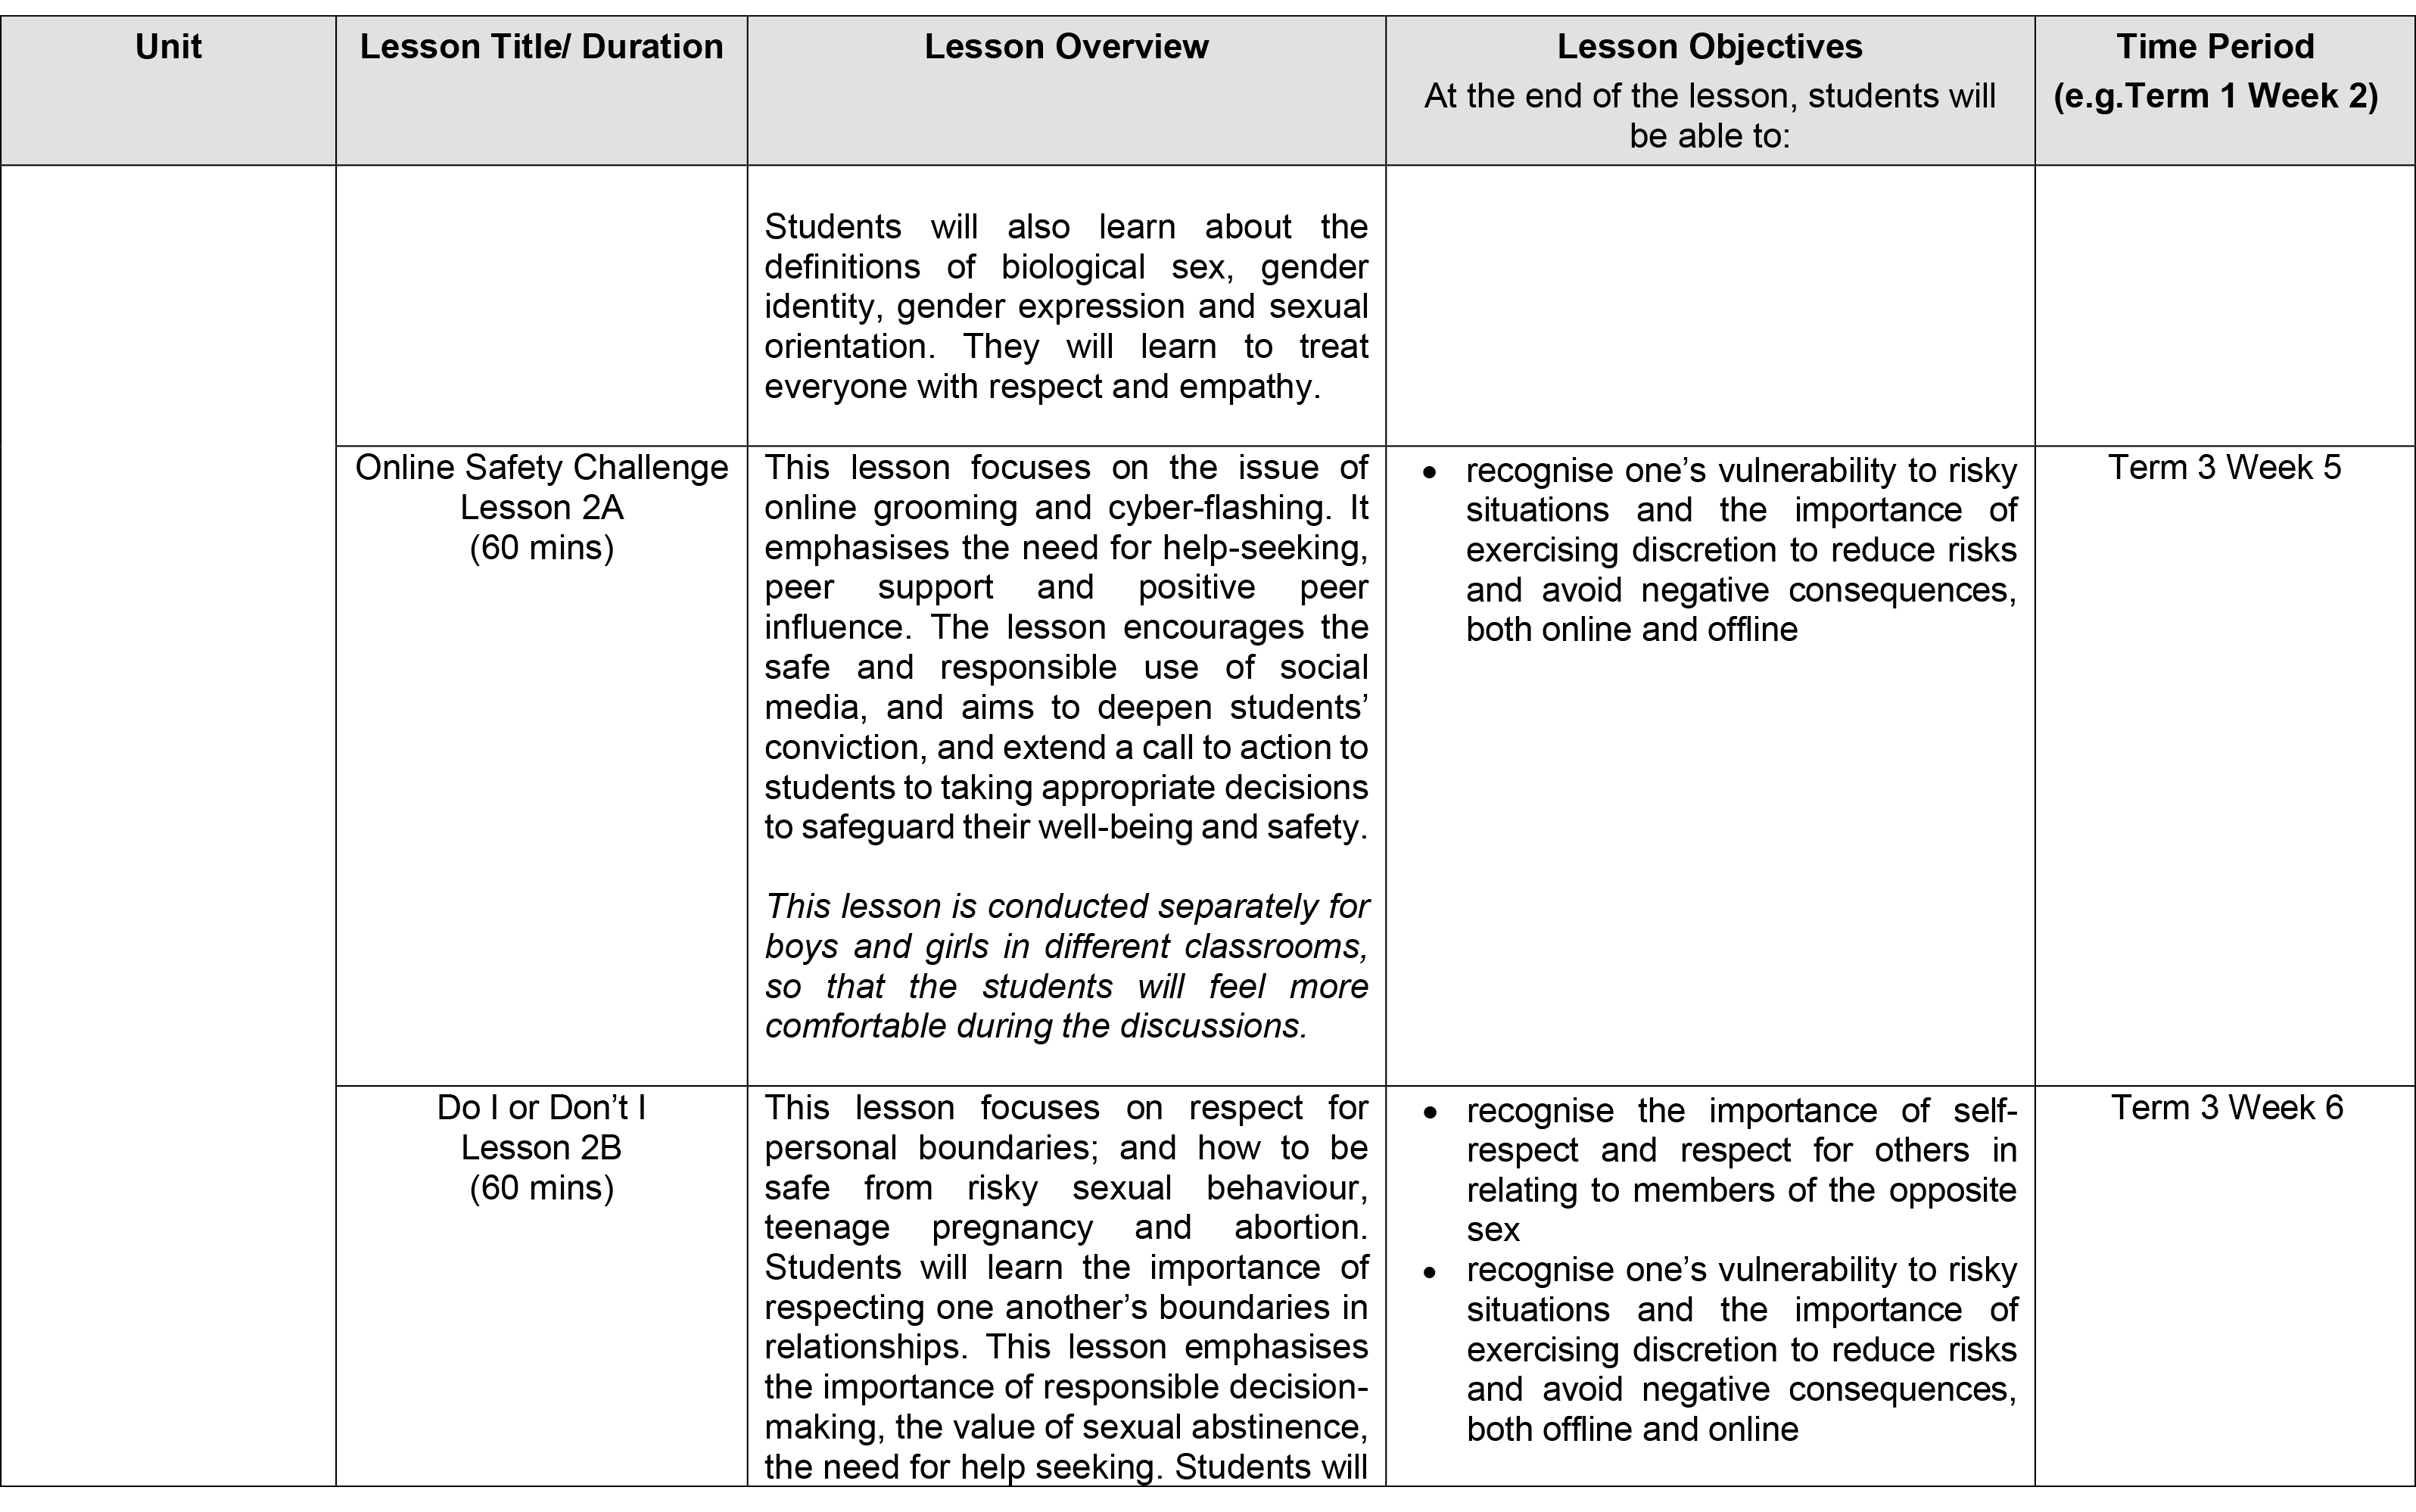 Unit
Lesson Title/ Duration
Lesson Overview
Lesson Objectives
At the end of the lesson, students will
be able to:
Time Period
(e.g.Term 1 Week 2)
Students will also learn about the
definitions of biological sex, gender
identity, gender expression and sexual
orientation. They will learn to treat
everyone with respect and empathy.
Online Safety Challenge
Lesson 2A
(60 mins)
This lesson focuses on the issue of
online grooming and cyber-flashing. It
emphasises the need for help-seeking,
peer support and positive peer
influence. The lesson encourages the
safe and responsible use of social
media, and aims to deepen students’
conviction, and extend a call to action to
students to taking appropriate decisions
to safeguard their well-being and safety.
This lesson is conducted separately for
boys and girls in different classrooms,
so that the students will feel more
comfortable during the discussions.
• recognise one’s vulnerability to risky
situations and the importance of
exercising discretion to reduce risks
and avoid negative consequences,
both online and offline
Term 3 Week 5
Do I or Don’t I
Lesson 2B
(60 mins)
This lesson focuses on respect for
personal boundaries; and how to be
safe from risky sexual behaviour,
teenage pregnancy and abortion.
Students will learn the importance of
respecting one another’s boundaries in
relationships. This lesson emphasises
the importance of responsible decision-
making, the value of sexual abstinence,
the need for help seeking. Students will
• recognise the importance of self-
respect and respect for others in
relating to members of the opposite
sex
• recognise one’s vulnerability to risky
situations and the importance of
exercising discretion to reduce risks
and avoid negative consequences,
both offline and online
Term 3 Week 6